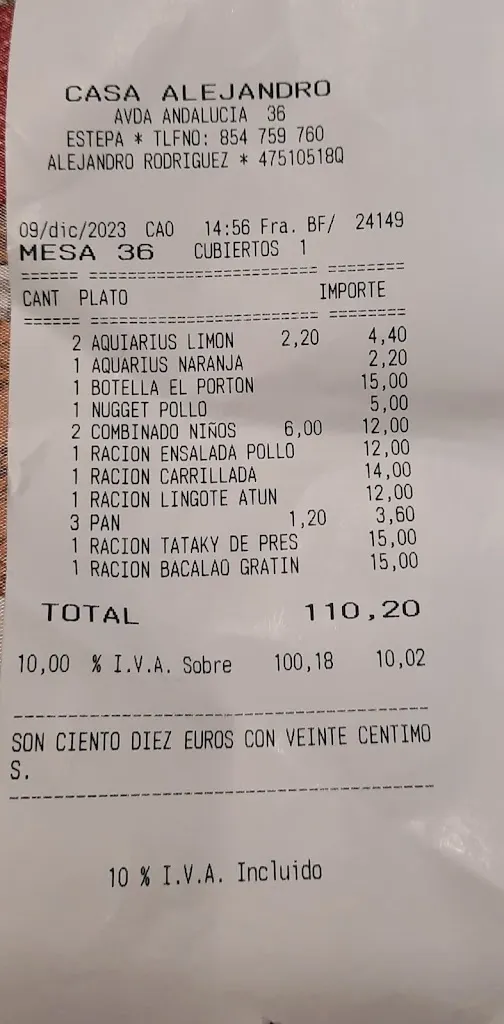 CASA ALEJANDRO
AVDA ANDALUCIA 36
ESTEPA * TLFNO: 854 759 760
ALEJANDRO RODRIGUEZ * 47510518Q
09/dic/2023 CAO 14:56 Fra. BF/ 24149
MESA 36 CUBIERTOS 1
====== ======================== ========
CANT PLATO IMPORTE
====== ======================== ========
2 AQUIARIUS LIMON 2,20 4,40
1 AQUARIUS NARANJA 2,20
1 BOTELLA EL PORTON 15,00
1 NUGGET POLLO 5,00
2 COMBINADO NIÑOS 6,00 12,00
1 RACION ENSALADA POLLO 12,00
1 RACION CARRILLADA 14,00
1 RACION LINGOTE ATUN 12,00
3 PAN 1,20 3,60
1 RACION TATAKY DE PRES 15,00
1 RACION BACALAO GRATIN 15,00
TOTAL 110,20
10,00 % I.V.A. Sobre 100,18 10,02
----------------------------------------
SON CIENTO DIEZ EUROS CON VEINTE CENTIMO
S.
----------------------------------------
10 % I.V.A. Incluido